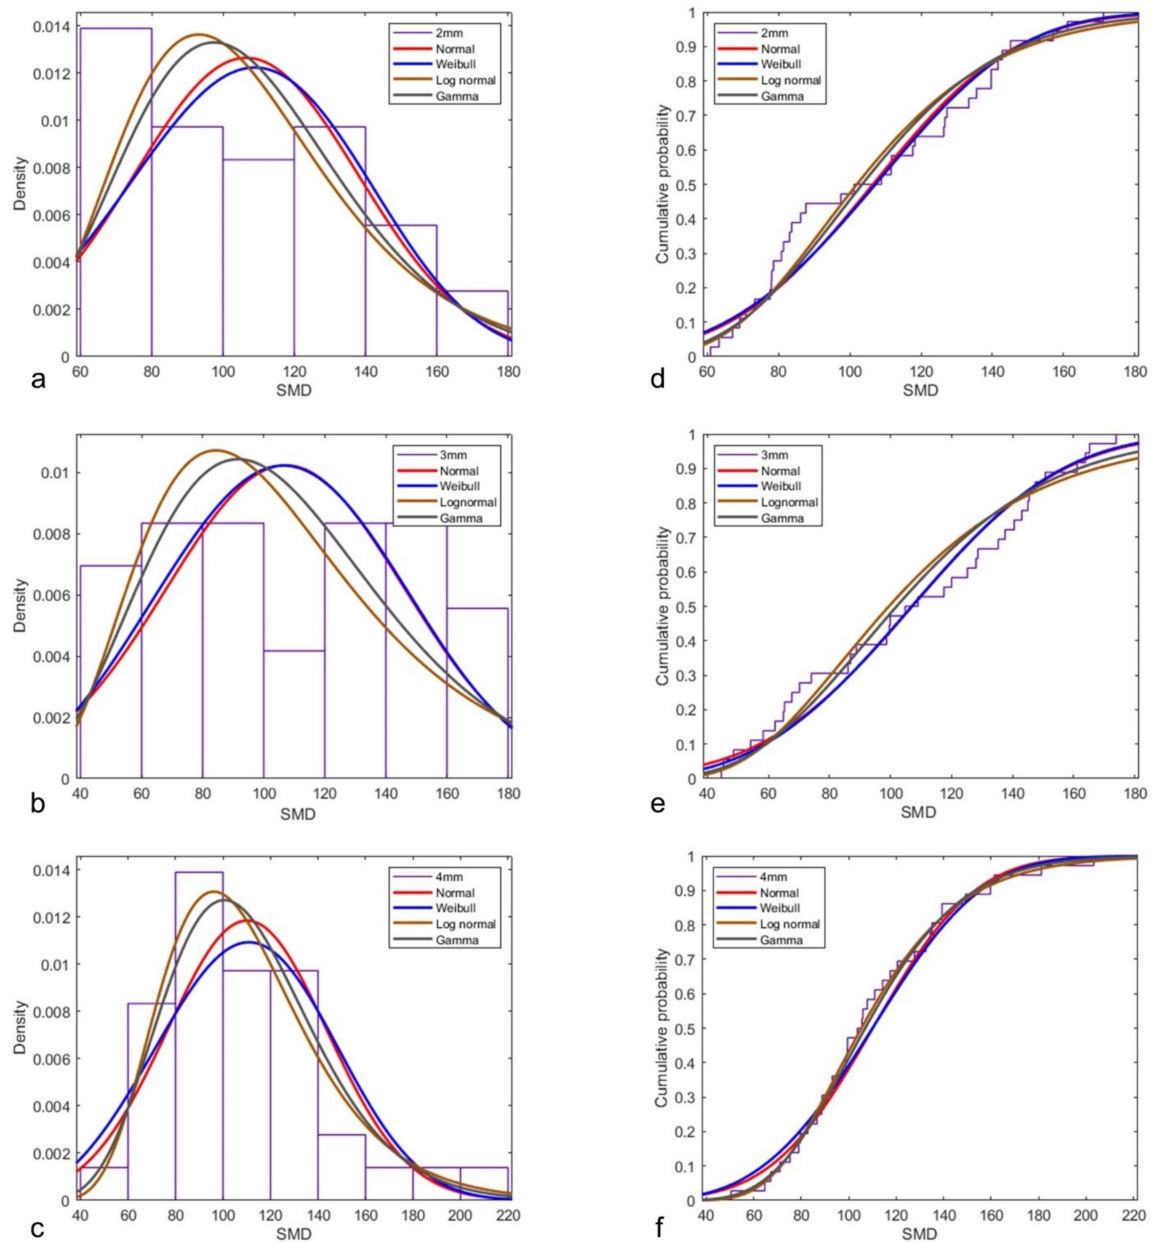 0.014
0.012
0.01
0.008
0.006
0.004
0.002
0
Density
60 80 100 120 140 160 180
SMD
2mm
Normal
Weibull
Log normal
Gamma
a
1
0.9
0.8
0.7
0.6
0.5
0.4
0.3
0.2
0.1
0
Cumulative probability
60 80 100 120 140 160 180
SMD
2mm
Normal
Weibull
Log normal
Gamma
d
0.01
0.008
0.006
0.004
0.002
0
Density
40 60 80 100 120 140 160 180
SMD
3mm
Normal
Weibull
Lognormal
Gamma
b
1
0.9
0.8
0.7
0.6
0.5
0.4
0.3
0.2
0.1
0
Cumulative probability
40 60 80 100 120 140 160 180
SMD
3mm
Normal
Weibull
Lognormal
Gamma
e
0.014
0.012
0.01
0.008
0.006
0.004
0.002
0
Density
40 60 80 100 120 140 160 180 200 220
SMD
4mm
Normal
Weibull
Log normal
Gamma
c
1
0.9
0.8
0.7
0.6
0.5
0.4
0.3
0.2
0.1
0
Cumulative probability
40 60 80 100 120 140 160 180 200 220
SMD
4mm
Normal
Weibull
Log normal
Gamma
f